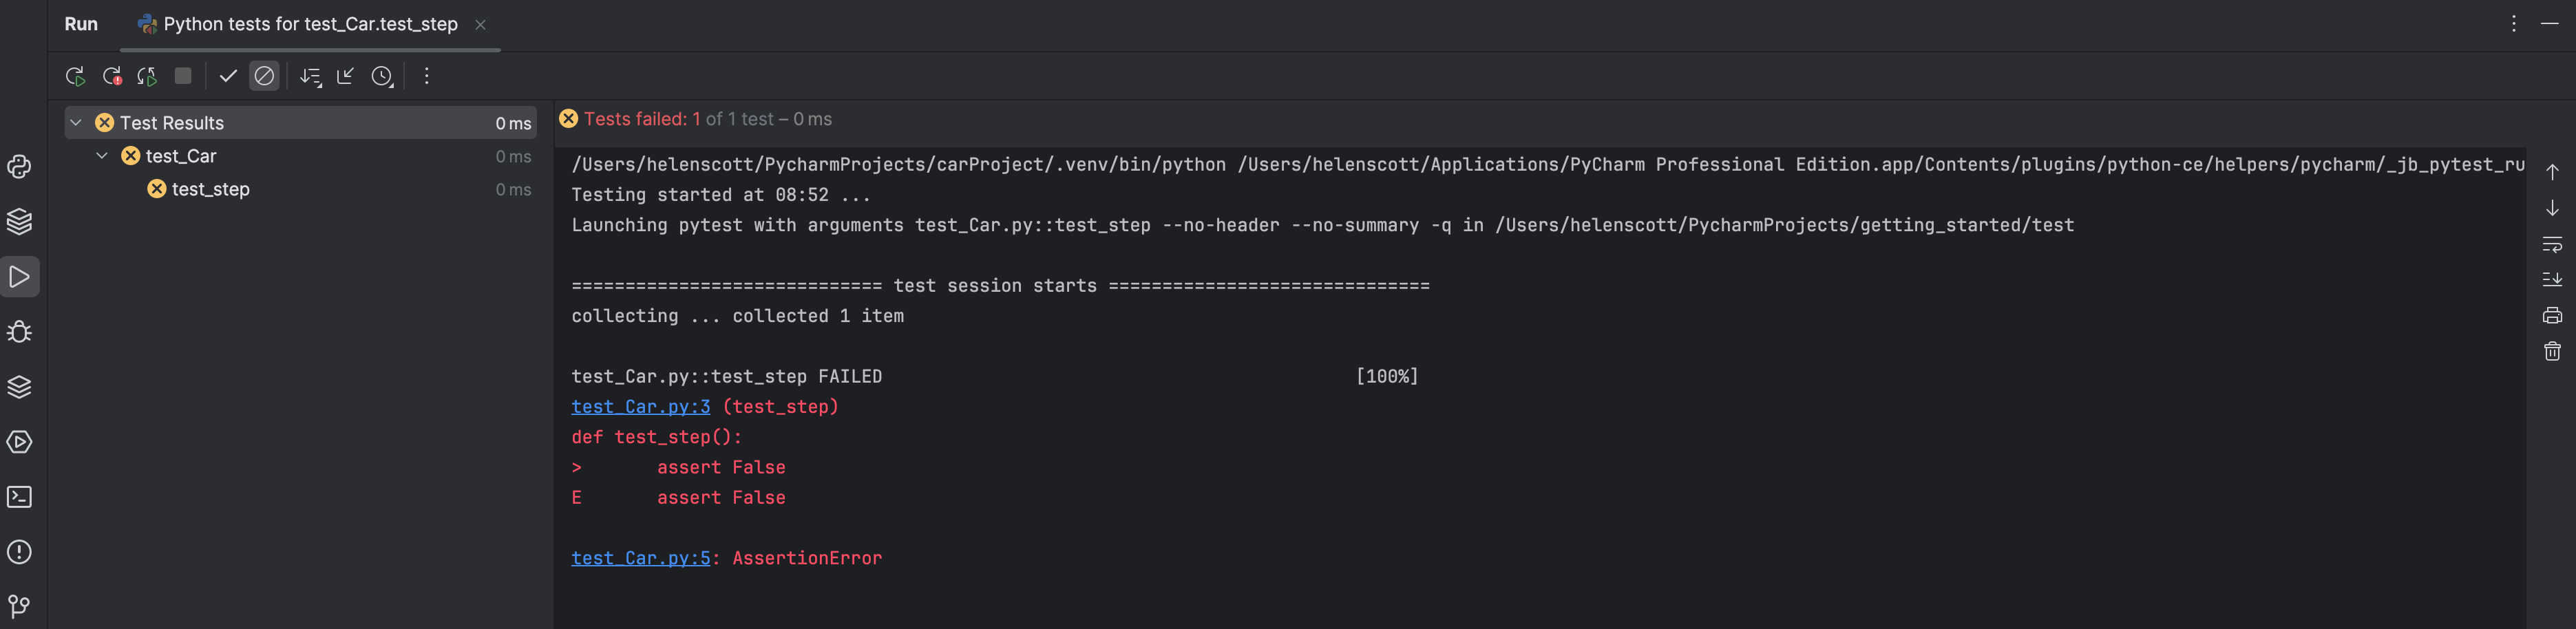 Run
Python tests for test_Car.test_step
Test Results 0 ms
test_Car 0 ms
test_step 0 ms
Tests failed: 1 of 1 test – 0 ms
/Users/helenscott/PycharmProjects/carProject/.venv/bin/python /Users/helenscott/Applications/PyCharm Professional Edition.app/Contents/plugins/python-ce/helpers/pycharm/_jb_pytest_ru
Testing started at 08:52 ...
Launching pytest with arguments test_Car.py::test_step --no-header --no-summary -q in /Users/helenscott/PycharmProjects/getting_started/test
============================= test session starts ==============================
collecting ... collected 1 item
test_Car.py::test_step FAILED [100%]
test_Car.py:3 (test_step)
def test_step():
> assert False
E assert False
test_Car.py:5: AssertionError